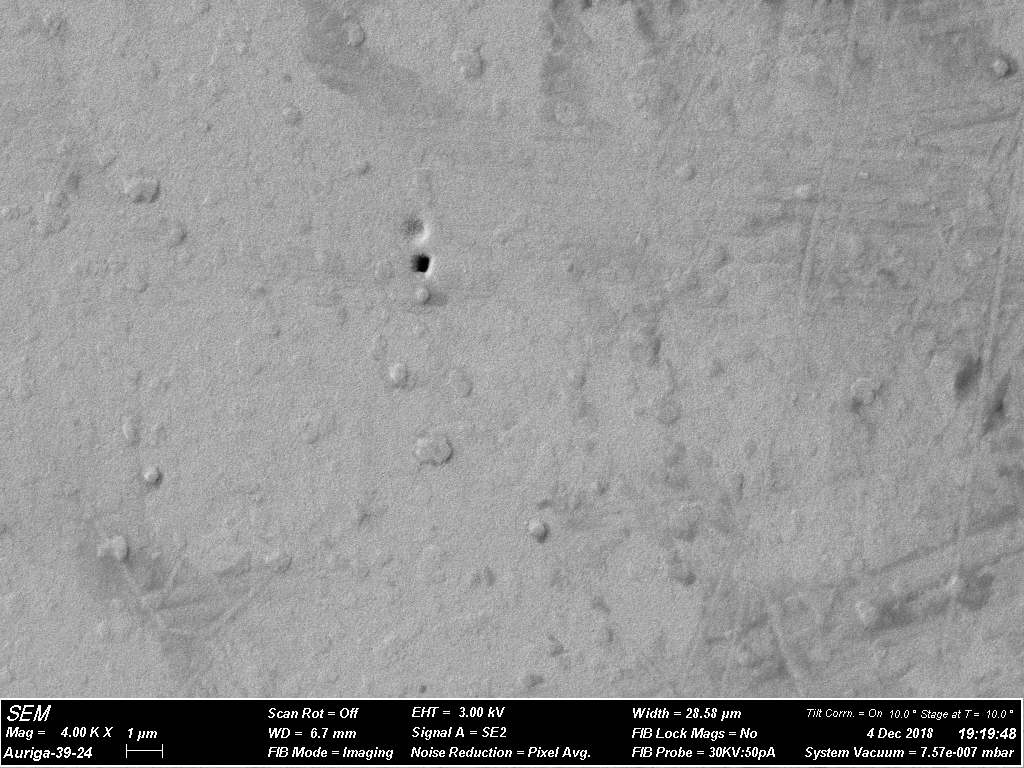 SEM
Mag = 4.00 K X 1 µm
Auriga-39-24
Scan Rot = Off
WD = 6.7 mm
FIB Mode = Imaging
EHT = 3.00 kV
Signal A = SE2
Noise Reduction = Pixel Avg.
Width = 28.58 µm
FIB Lock Mags = No
FIB Probe = 30KV:50pA
Tilt Corrn. = On 10.0 ° Stage at T = 10.0 °
4 Dec 2018 19:19:48
System Vacuum = 7.57e-007 mbar